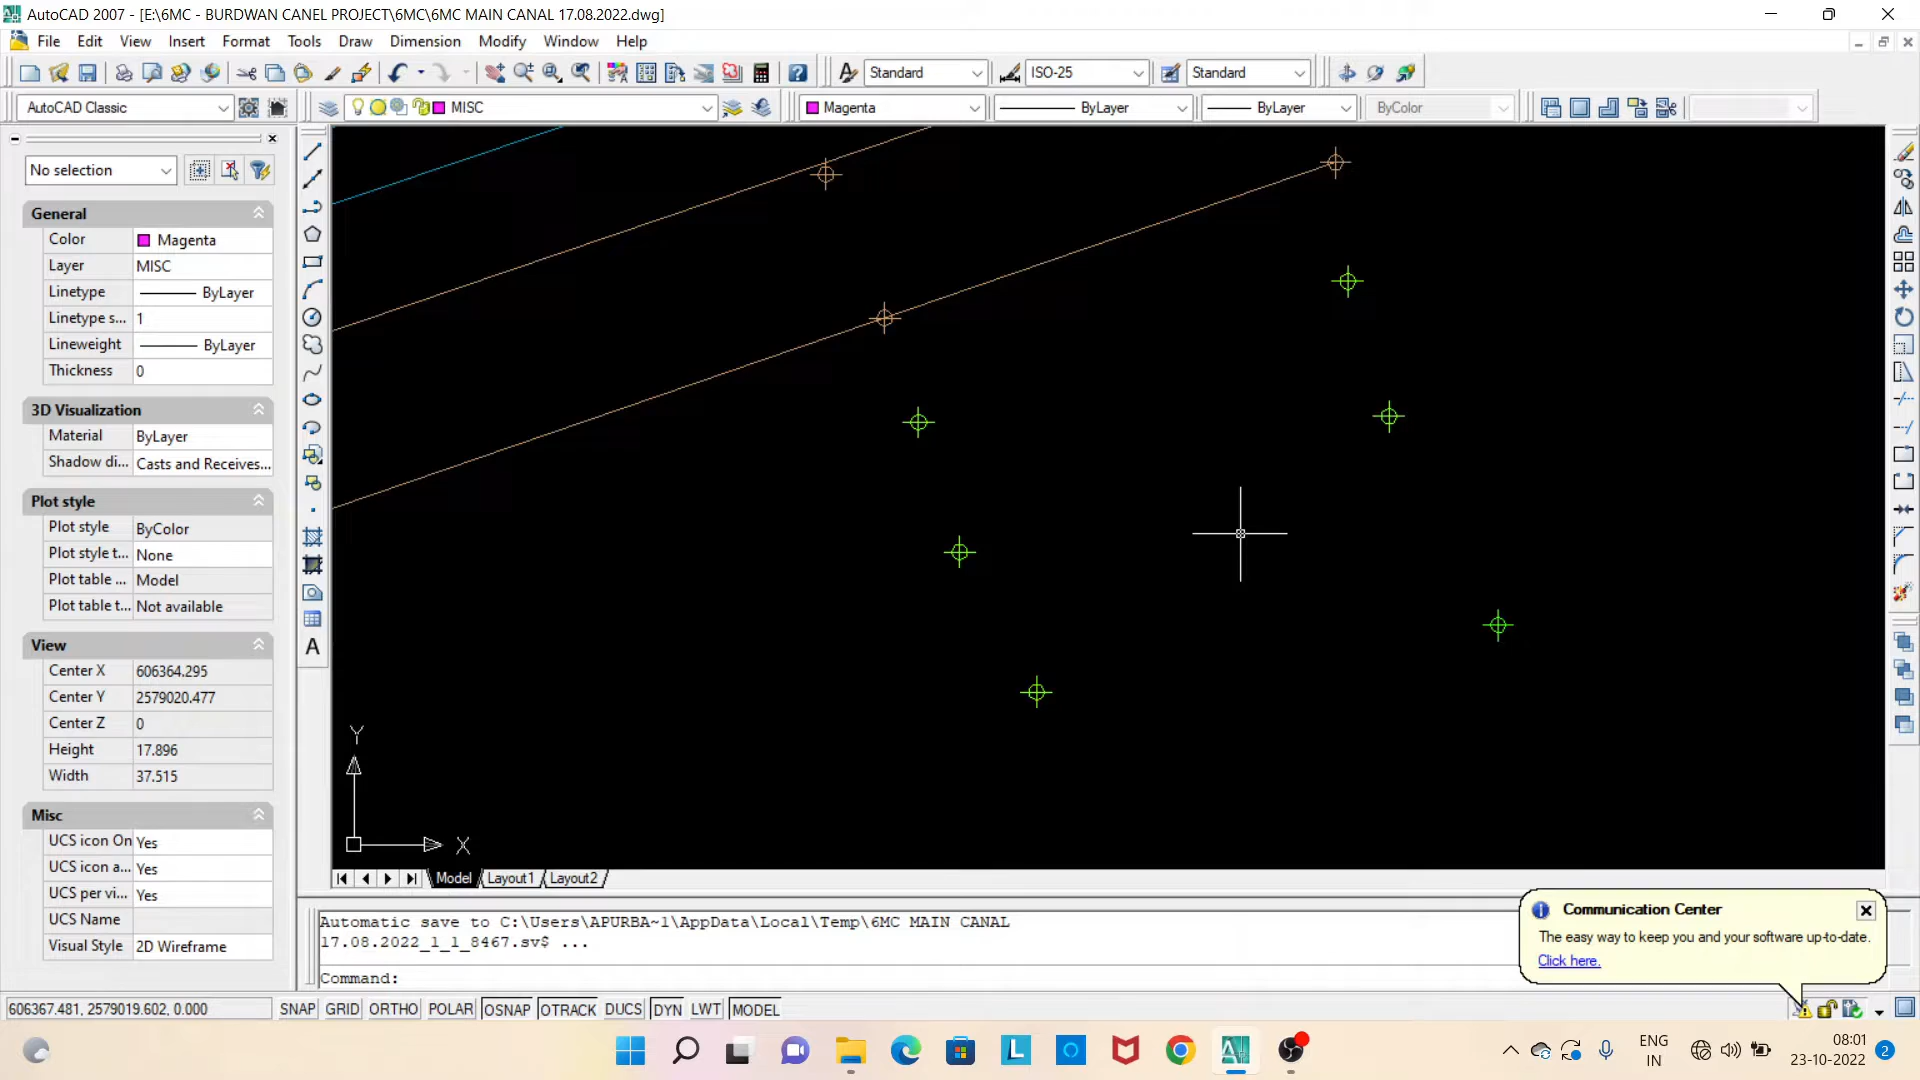 AutoCAD 2007 - [E:\6MC - BURDWAN CANEL PROJECT\6MC\6MC MAIN CANAL 17.08.2022.dwg]
File Edit View Insert Format Tools Draw Dimension Modify Window Help
Standard ISO-25 Standard
AutoCAD Classic MISC Magenta ByLayer ByLayer ByColor
No selection
General
Color Magenta
Layer MISC
Linetype ByLayer
Linetype s... 1
Lineweight ByLayer
Thickness 0
3D Visualization
Material ByLayer
Shadow di... Casts and Receives...
Plot style
Plot style ByColor
Plot style t... None
Plot table ... Model
Plot table t... Not available
View
Center X 606364.295
Center Y 2579020.477
Center Z 0
Height 17.896
Width 37.515
Misc
UCS icon On Yes
UCS icon a... Yes
UCS per vi... Yes
UCS Name
Visual Style 2D Wireframe
A
Y
X
Model Layout1 Layout2
Automatic save to C:\Users\APURBA~1\AppData\Local\Temp\6MC MAIN CANAL
17.08.2022_1_1_8467.sv$ ...
Command:
Communication Center
The easy way to keep you and your software up-to-date.
Click here.
606367.481, 2579019.602, 0.000 SNAP GRID ORTHO POLAR OSNAP OTRACK DUCS DYN LWT MODEL
L
ENG
IN
08:01
23-10-2022
2